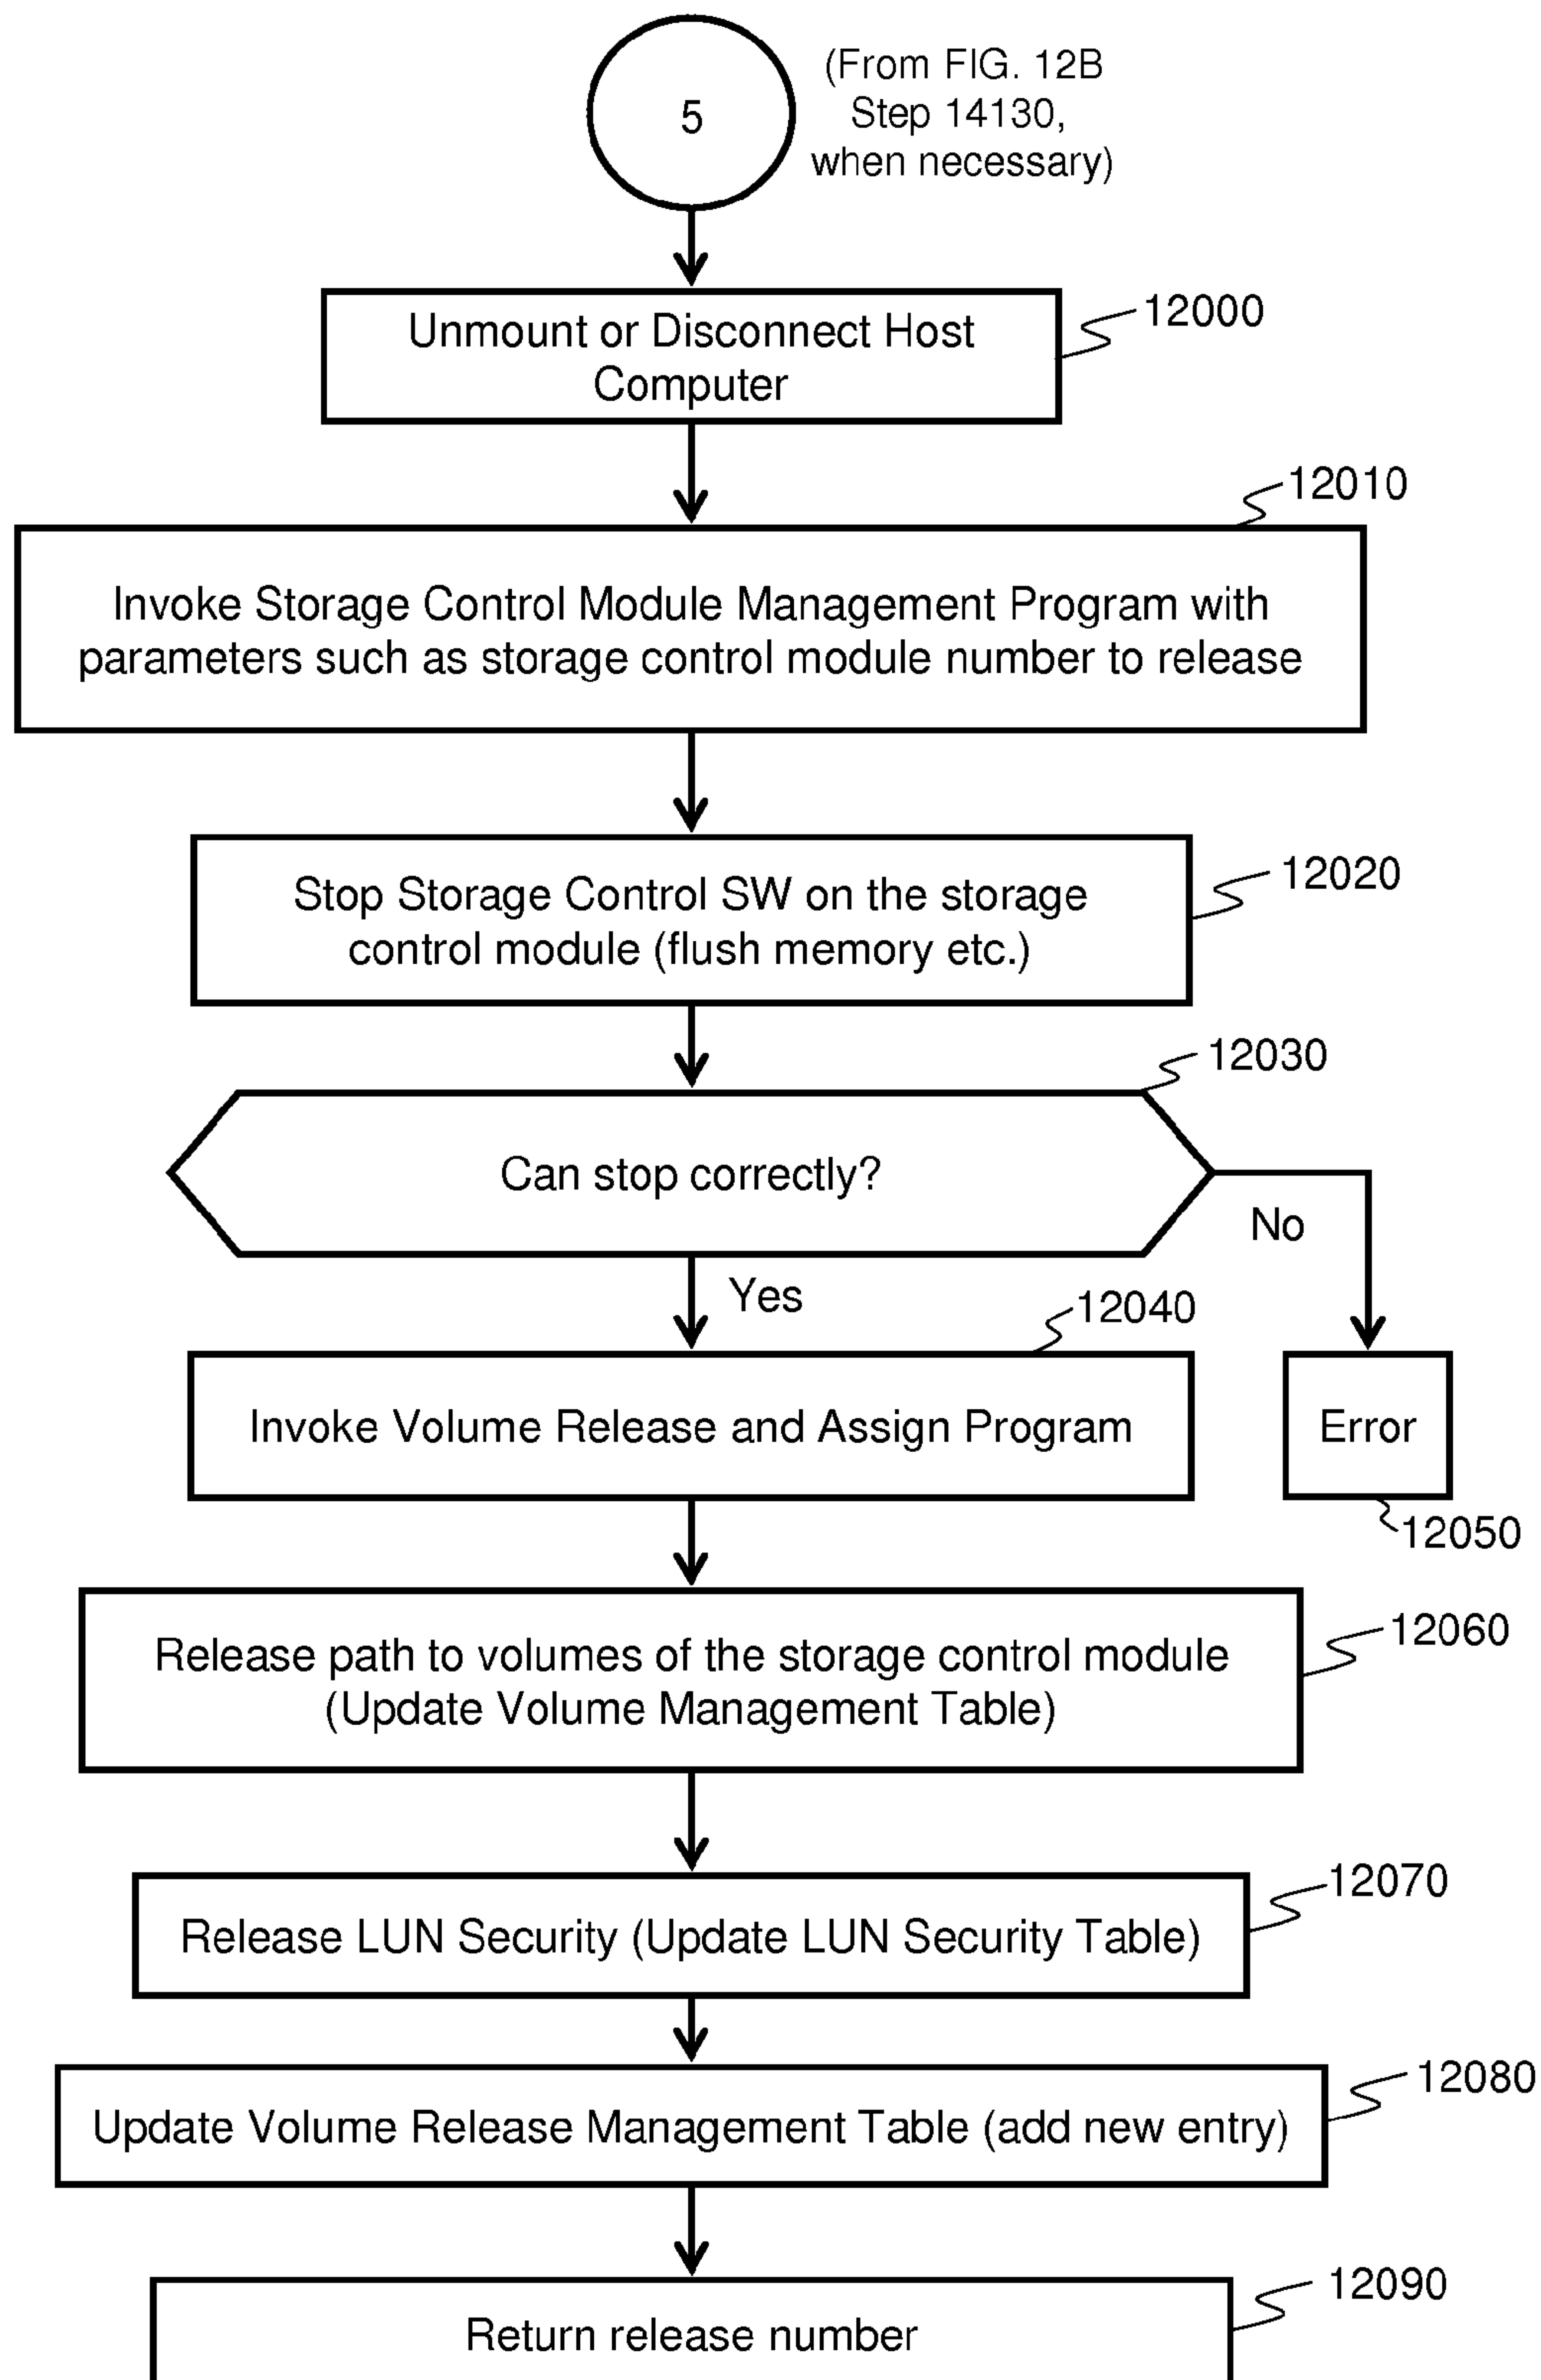 5
(From FIG. 12B
Step 14130,
when necessary)
12000
Unmount or Disconnect Host
Computer
12010
Invoke Storage Control Module Management Program with
parameters such as storage control module number to release
12020
Stop Storage Control SW on the storage
control module (flush memory etc.)
12030
Can stop correctly?
No
Yes
12040
Invoke Volume Release and Assign Program
Error
12050
12060
Release path to volumes of the storage control module
(Update Volume Management Table)
12070
Release LUN Security (Update LUN Security Table)
12080
Update Volume Release Management Table (add new entry)
12090
Return release number